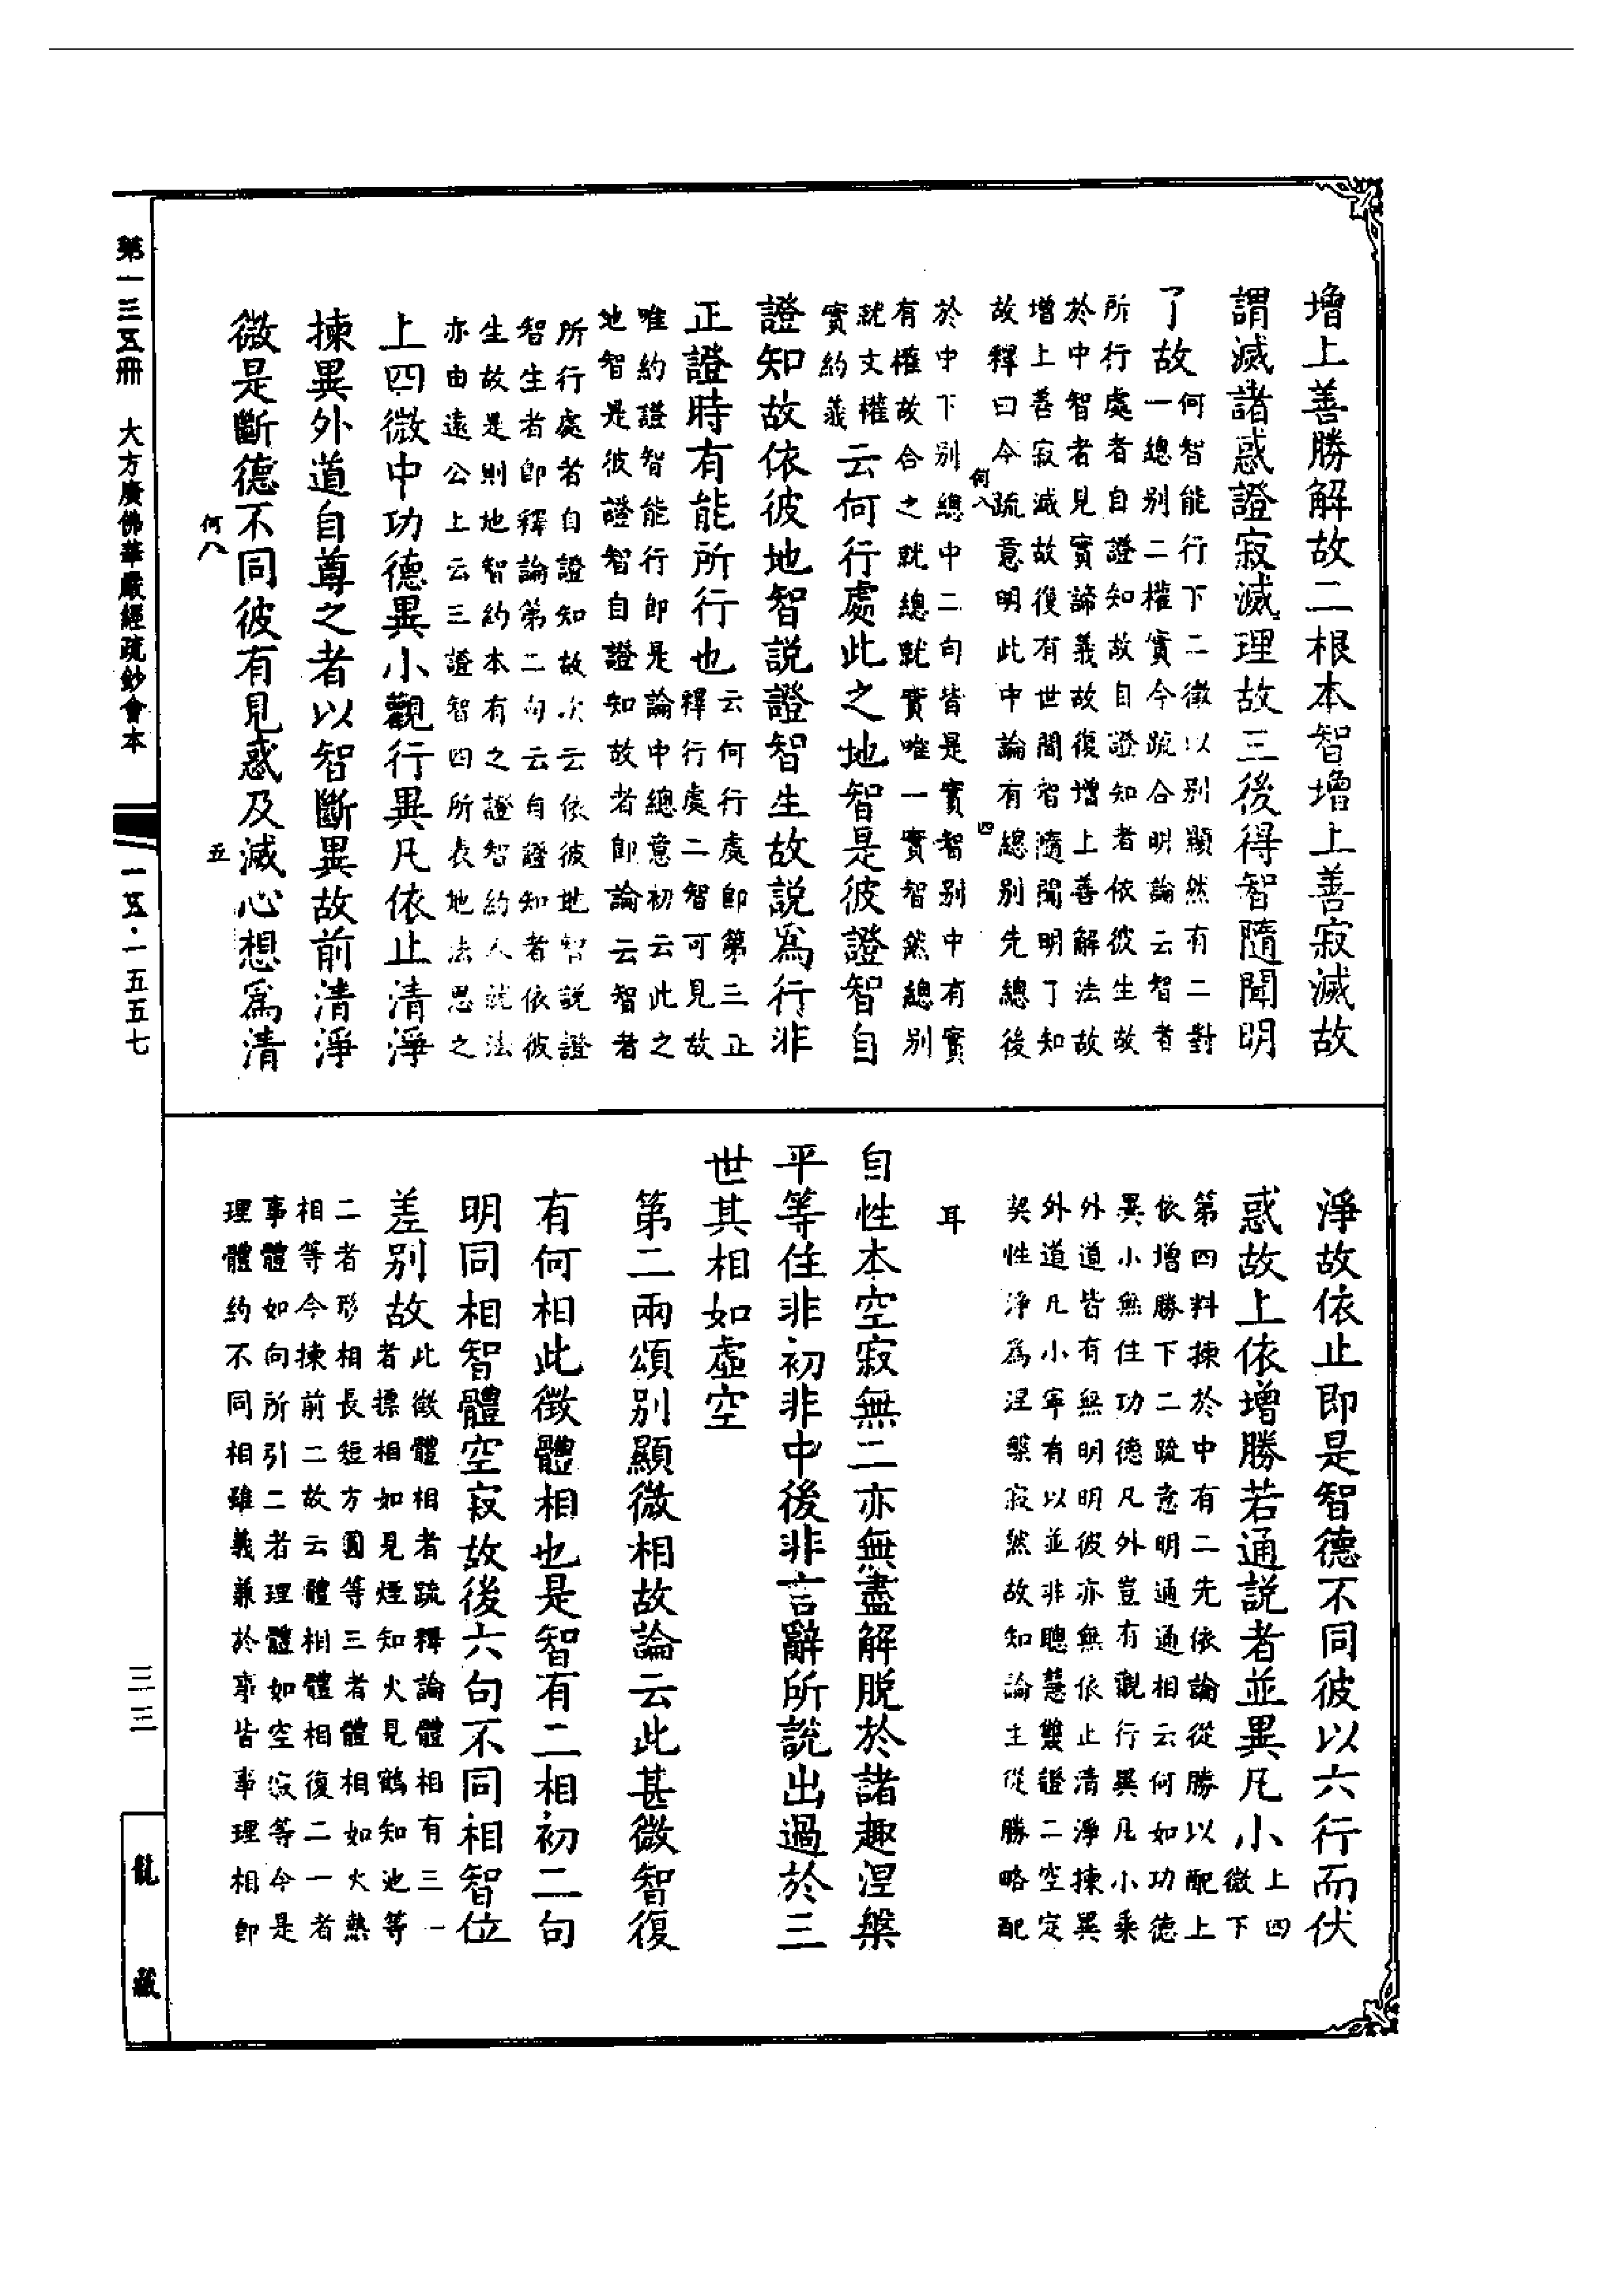 增上善勝解故二根本智增上善寂滅故
謂滅諸惑證寂滅理故三後得智隨聞明
了故
何智能行下二徵以別顯然有二對
一總別二權實今疏合明論云智者
所行處者自證知故自證知者依彼生故
於中智者見實諦義故復增上善解法故
增上善寂滅故復有世間智隨聞明了知
故釋曰今疏意明此中論有總別先總後
何八
四
於中下別總中二句皆是實智別中有實
有權故合之就總就實唯一實智然總別
就文權
實約義
云何行處此之地智是彼證智自
證知故依彼地智說證智生故說為行非
正證時有能所行也
云何行處即第三正
釋行處二智可見故
唯約證智能行即是論中總意初云此之
地智是彼證智自證知故者即論云智者
所行處者自證知故次云依彼地智說證
智生者即釋論第二句云自證知者依彼
生故是則地智約本有之證智約人就法
亦由遠公上云三證智四所表地法思之
上四微中功德異小觀行異凡依止清淨
揀異外道自尊之者以智斷異故前清淨
微是斷德不同彼有見惑及滅心想為清
何八
五
淨故依止即是智德不同彼以六行而伏
惑故上依增勝若通說者並異凡小
上四
微下
第四料揀於中有二先依論從勝以配上
依增勝下二疏意明通通相云何如功德
異小無住功德凡外豈有觀行異凡小乘
外道皆有無明明彼亦無依止清淨揀異
外道凡小寧有以並非聰慧雙證二空定
契性淨為涅槃寂然故知論主從勝略配
耳
自性本空寂無二亦無盡解脫於諸趣涅槃
平等住非初非中後非言辭所說出過於三
世其相如虛空
第二兩頌別顯微相故論云此甚微智復
有何相此徵體相也是智有二相初二句
明同相智體空寂故後六句不同相智位
差別故
此徵體相者疏釋論體相有三一
者標相如見煙知火見鶴知池等
二者形相長短方圓等三者體相如火熱
相等今揀前二故云體相體相復二一者
事體如向所引二者理體如空寂等今是
理體約不同相雖義兼於事皆事理相即
第一三五冊
大方廣佛華嚴經疏鈔會本
一五·一五五七
三三
龍藏